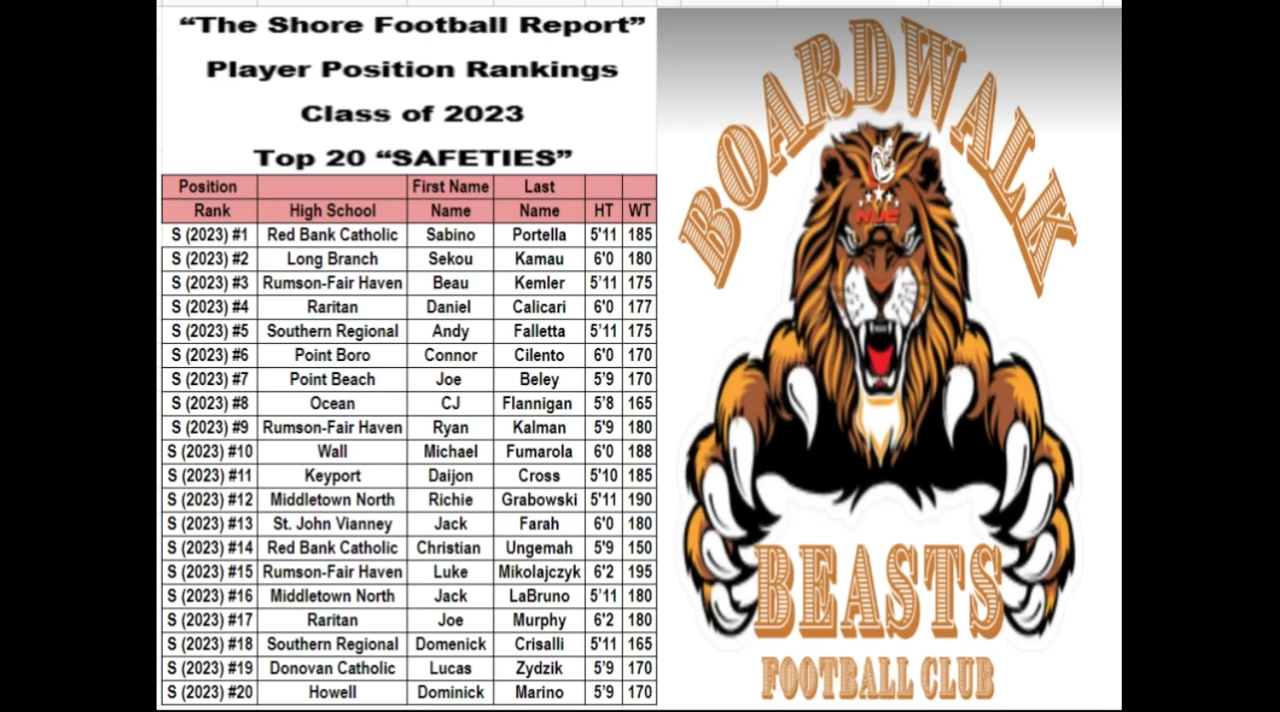 “The Shore Football Report”
Player Position Rankings
Class of 2023
Top 20 “SAFETIES”
Position First Name Last
Rank High School Name Name HT WT
S (2023) #1 Red Bank Catholic Sabino Portella 5'11 185
S (2023) #2 Long Branch Sekou Kamau 6'0 180
S (2023) #3 Rumson-Fair Haven Beau Kemler 5’11 175
S (2023) #4 Raritan Daniel Calicari 6'0 177
S (2023) #5 Southern Regional Andy Falletta 5’11 175
S (2023) #6 Point Boro Connor Cilento 6'0 170
S (2023) #7 Point Beach Joe Beley 5’9 170
S (2023) #8 Ocean CJ Flannigan 5’8 165
S (2023) #9 Rumson-Fair Haven Ryan Kalman 5'9 180
S (2023) #10 Wall Michael Fumarola 6'0 188
S (2023) #11 Keyport Daijon Cross 5'10 185
S (2023) #12 Middletown North Richie Grabowski 5'11 190
S (2023) #13 St. John Vianney Jack Farah 6'0 180
S (2023) #14 Red Bank Catholic Christian Ungemah 5'9 150
S (2023) #15 Rumson-Fair Haven Luke Mikolajczyk 6'2 195
S (2023) #16 Middletown North Jack LaBruno 5’11 180
S (2023) #17 Raritan Joe Murphy 6'2 180
S (2023) #18 Southern Regional Domenick Crisalli 5'11 165
S (2023) #19 Donovan Catholic Lucas Zydzik 5’9 170
S (2023) #20 Howell Dominick Marino 5’9 170
BOARDWALK
NUC
BEASTS
FOOTBALL CLUB